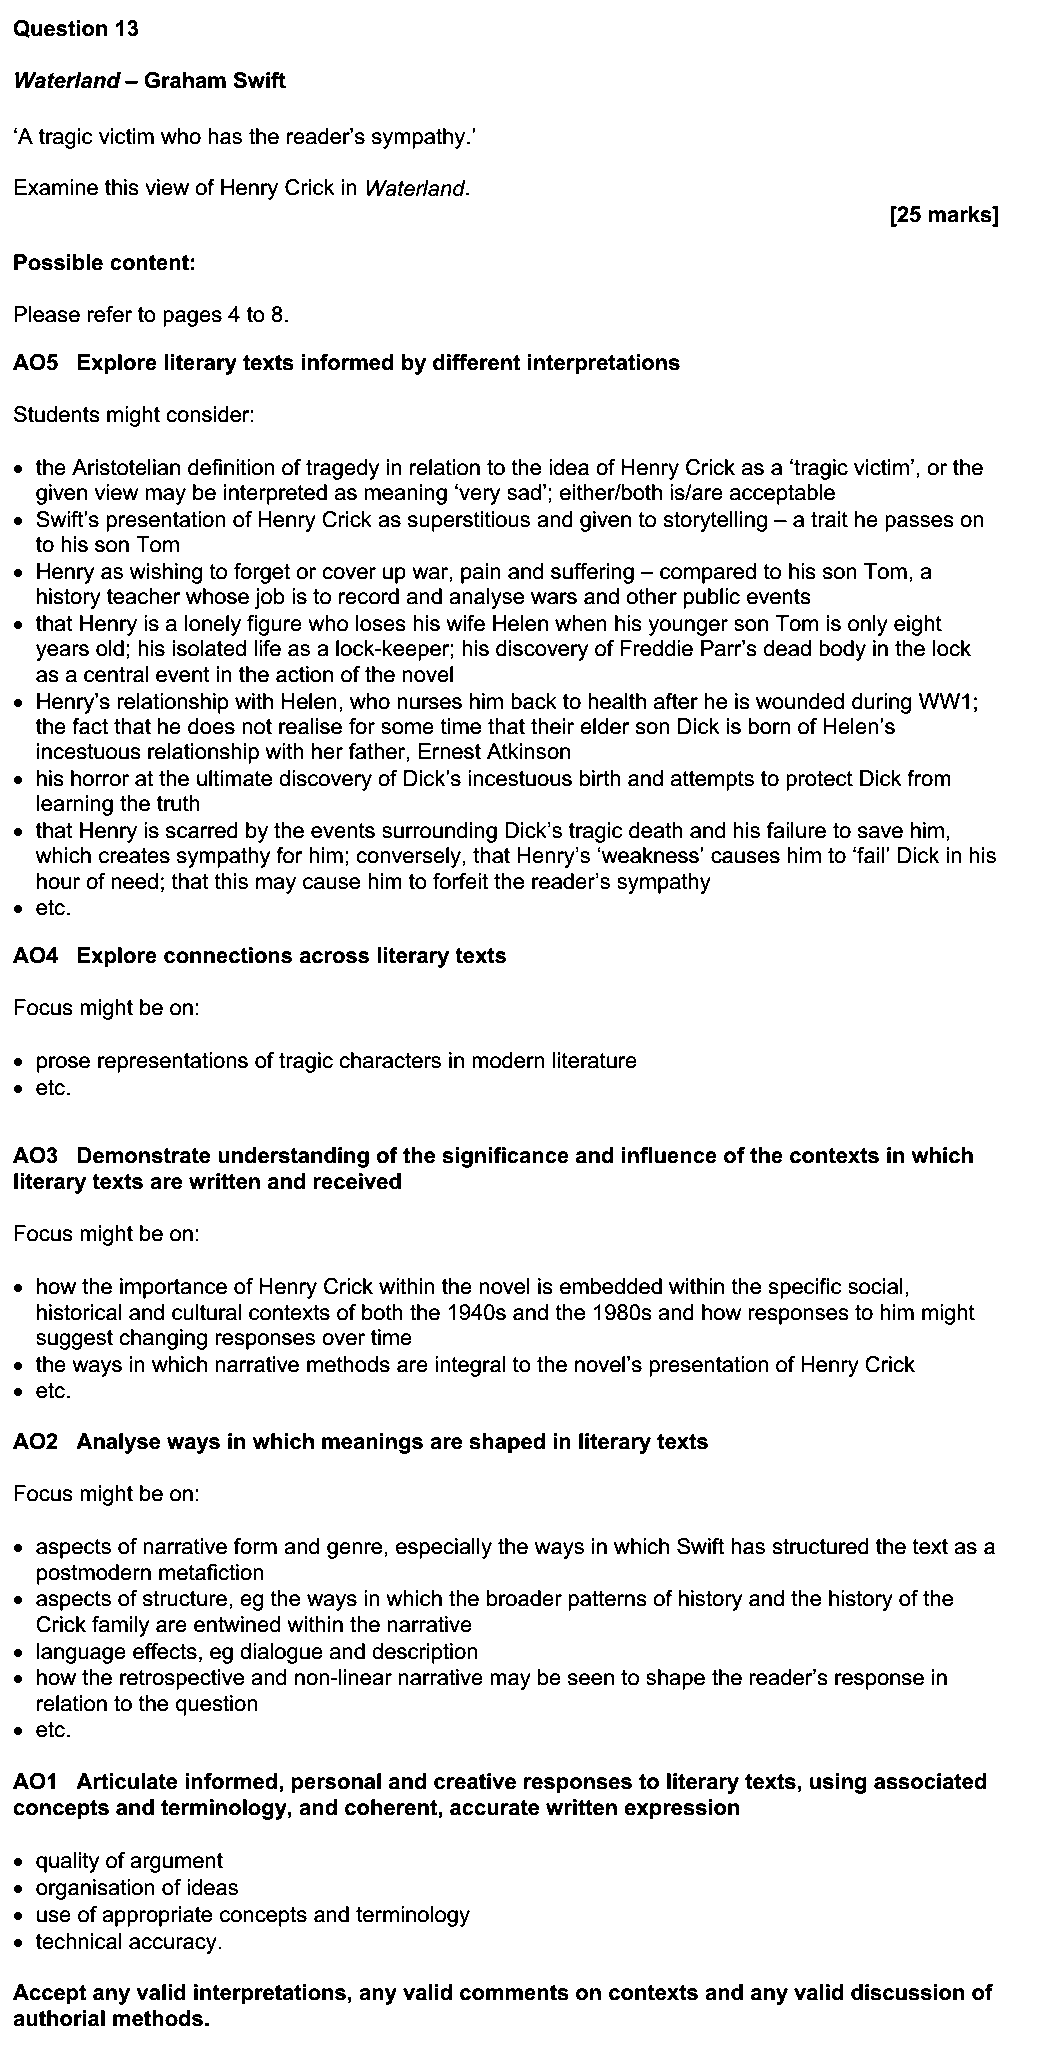 Question 13
Waterland – Graham Swift
‘A tragic victim who has the reader’s sympathy.’
Examine this view of Henry Crick in Waterland.
[25 marks]
Possible content:
Please refer to pages 4 to 8.
AO5 Explore literary texts informed by different interpretations
Students might consider:
• the Aristotelian definition of tragedy in relation to the idea of Henry Crick as a ‘tragic victim’, or the
given view may be interpreted as meaning ‘very sad’; either/both is/are acceptable
• Swift’s presentation of Henry Crick as superstitious and given to storytelling – a trait he passes on
to his son Tom
• Henry as wishing to forget or cover up war, pain and suffering – compared to his son Tom, a
history teacher whose job is to record and analyse wars and other public events
• that Henry is a lonely figure who loses his wife Helen when his younger son Tom is only eight
years old; his isolated life as a lock-keeper; his discovery of Freddie Parr’s dead body in the lock
as a central event in the action of the novel
• Henry’s relationship with Helen, who nurses him back to health after he is wounded during WW1;
the fact that he does not realise for some time that their elder son Dick is born of Helen’s
incestuous relationship with her father, Ernest Atkinson
• his horror at the ultimate discovery of Dick’s incestuous birth and attempts to protect Dick from
learning the truth
• that Henry is scarred by the events surrounding Dick’s tragic death and his failure to save him,
which creates sympathy for him; conversely, that Henry’s ‘weakness’ causes him to ‘fail’ Dick in his
hour of need; that this may cause him to forfeit the reader’s sympathy
• etc.
AO4 Explore connections across literary texts
Focus might be on:
• prose representations of tragic characters in modern literature
• etc.
AO3 Demonstrate understanding of the significance and influence of the contexts in which
literary texts are written and received
Focus might be on:
• how the importance of Henry Crick within the novel is embedded within the specific social,
historical and cultural contexts of both the 1940s and the 1980s and how responses to him might
suggest changing responses over time
• the ways in which narrative methods are integral to the novel’s presentation of Henry Crick
• etc.
AO2 Analyse ways in which meanings are shaped in literary texts
Focus might be on:
• aspects of narrative form and genre, especially the ways in which Swift has structured the text as a
postmodern metafiction
• aspects of structure, eg the ways in which the broader patterns of history and the history of the
Crick family are entwined within the narrative
• language effects, eg dialogue and description
• how the retrospective and non-linear narrative may be seen to shape the reader’s response in
relation to the question
• etc.
AO1 Articulate informed, personal and creative responses to literary texts, using associated
concepts and terminology, and coherent, accurate written expression
• quality of argument
• organisation of ideas
• use of appropriate concepts and terminology
• technical accuracy.
Accept any valid interpretations, any valid comments on contexts and any valid discussion of
authorial methods.